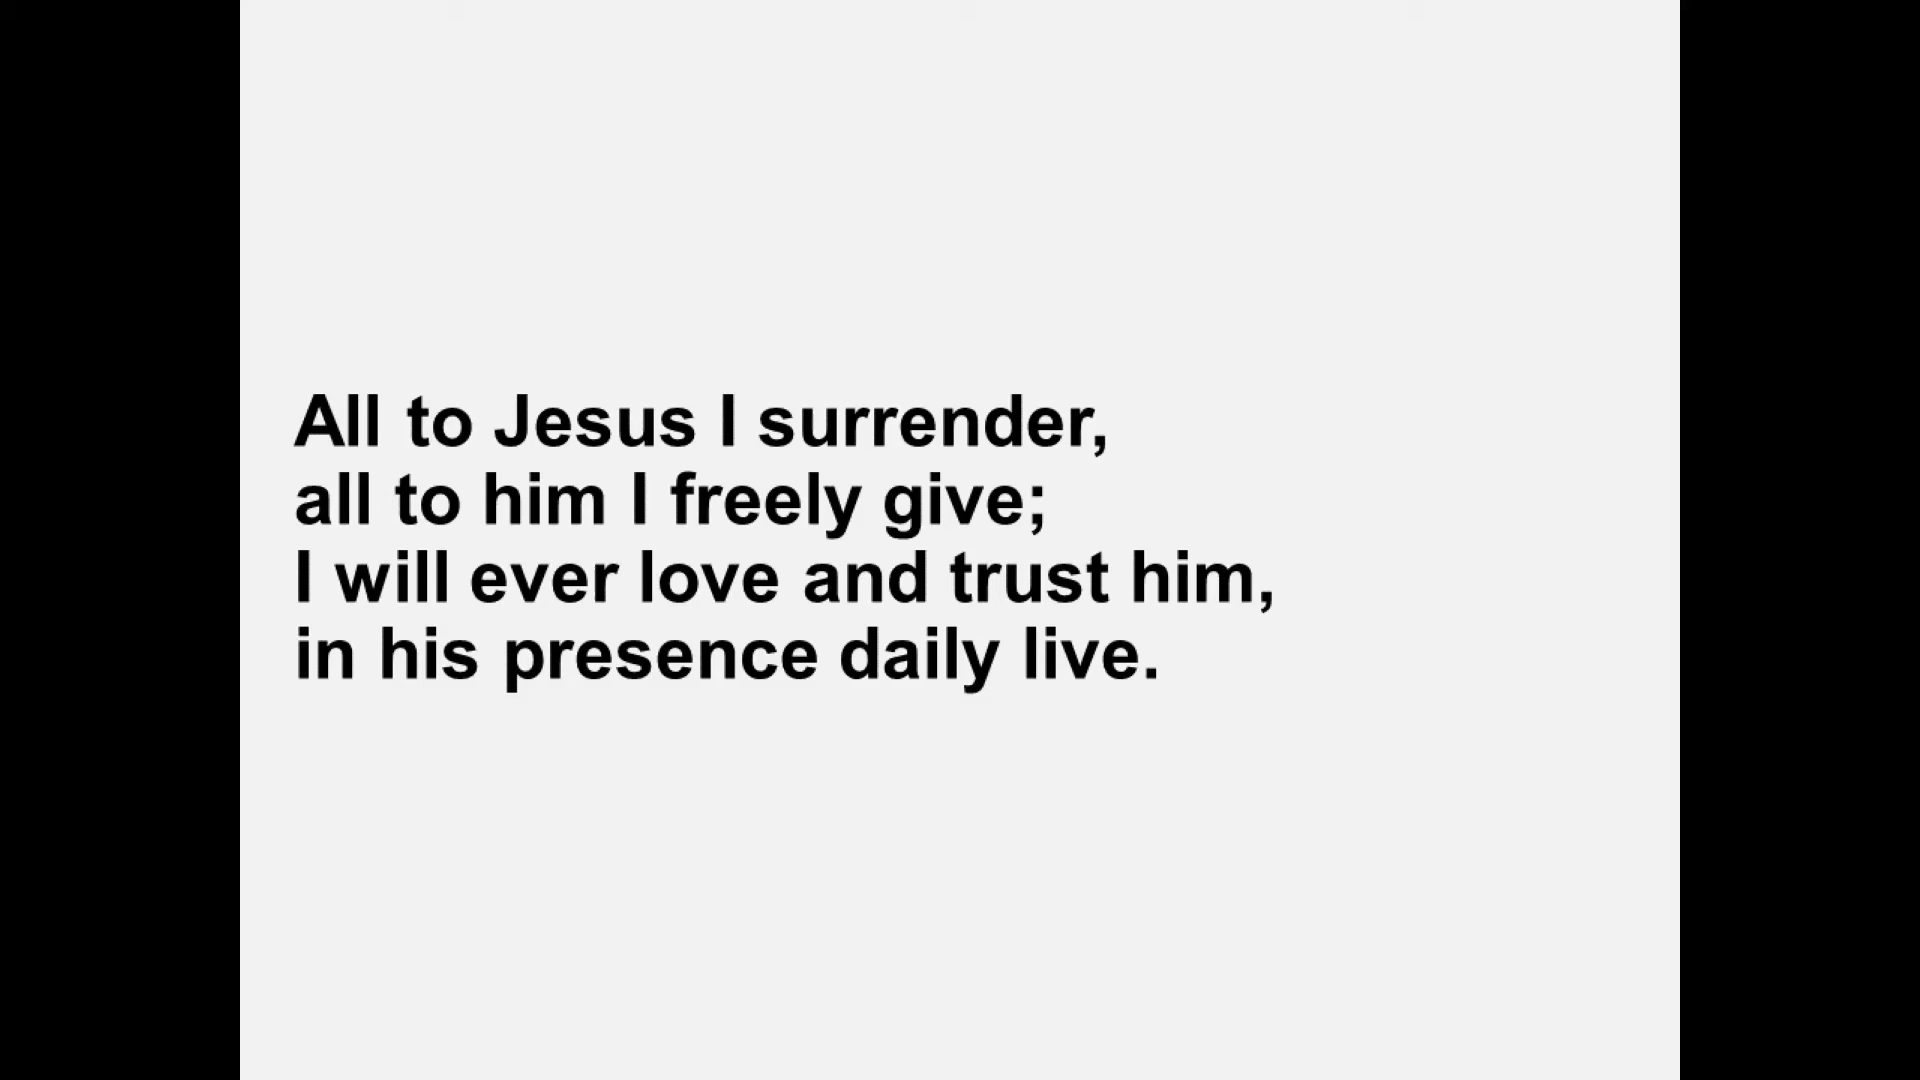 All to Jesus I surrender,
all to him I freely give;
I will ever love and trust him,
in his presence daily live.